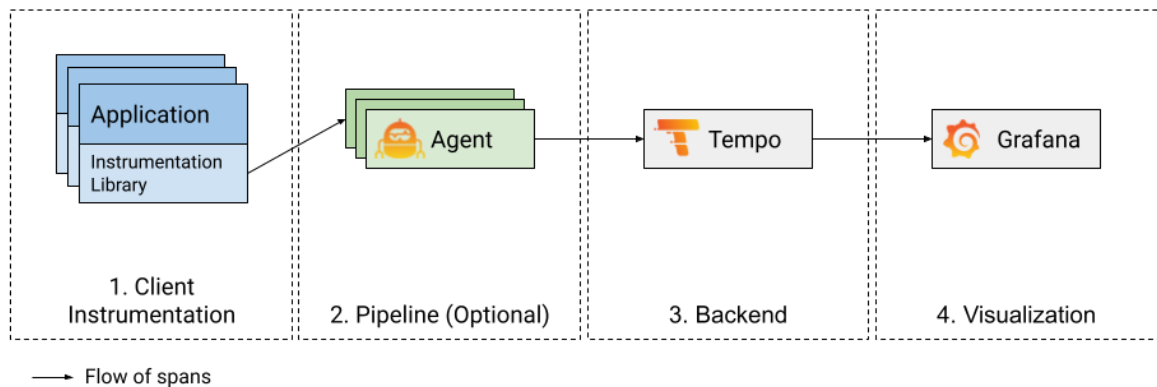 Application
Instrumentation
Library
Agent
Tempo
Grafana
1. Client
Instrumentation
2. Pipeline (Optional)
3. Backend
4. Visualization
Flow of spans